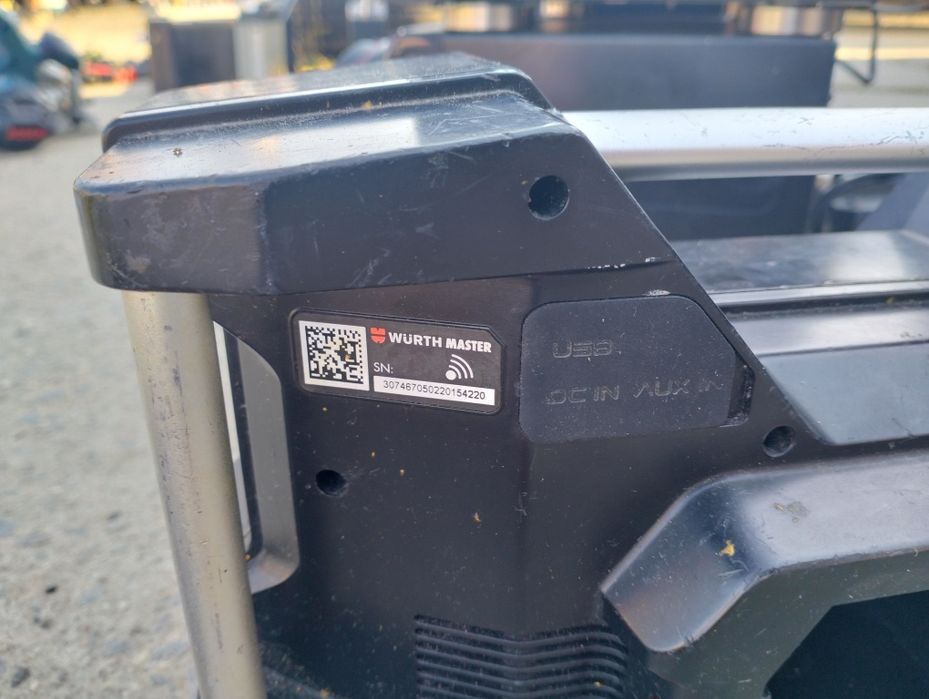 WÜRTH MASTER
SN:
307467050220154220
USB
DC IN AUX IN